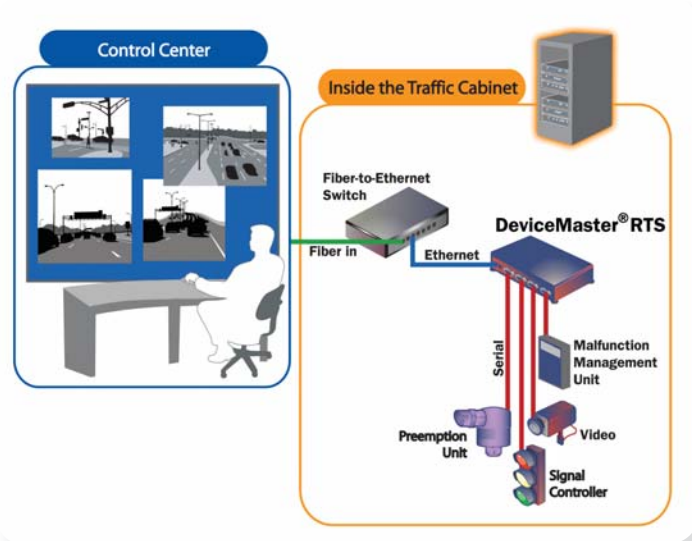 Control Center
Inside the Traffic Cabinet
Fiber-to-Ethernet
Switch
DeviceMaster® RTS
Fiber in
Ethernet
Serial
Malfunction
Management
Unit
Preemption
Unit
Video
Signal
Controller